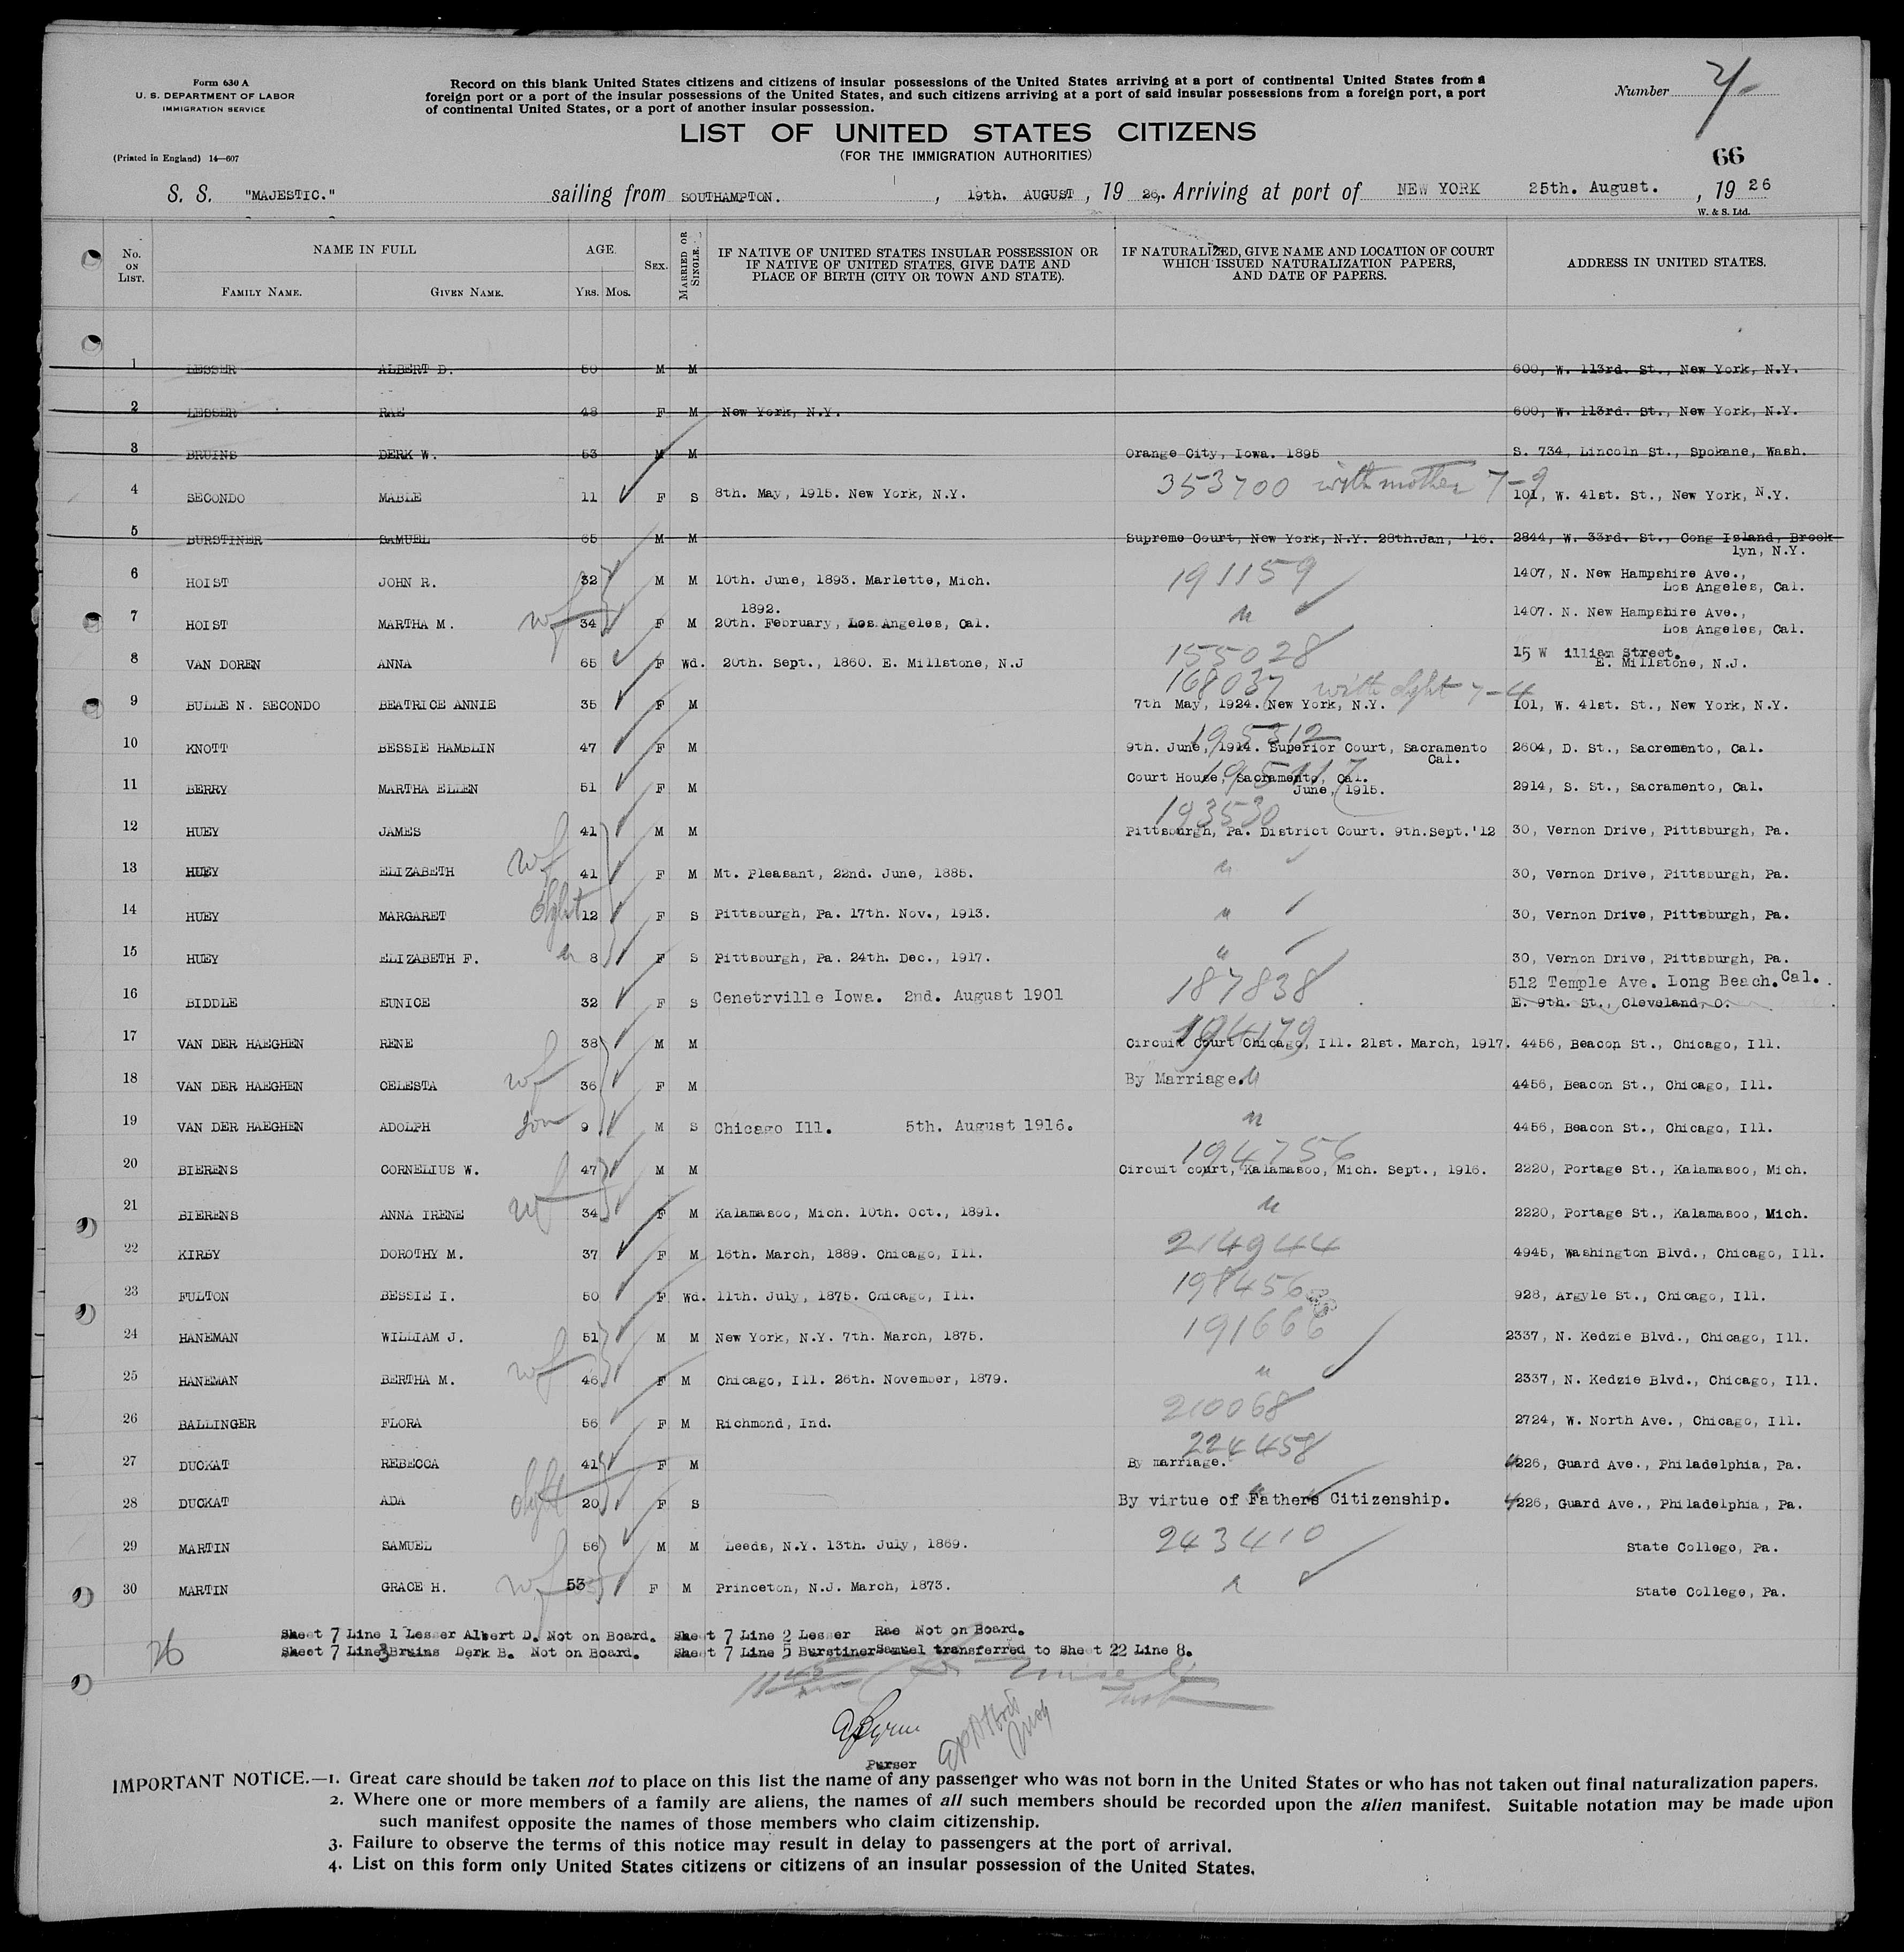 Form 630 A
U. S. DEPARTMENT OF LABOR
IMMIGRATION SERVICE
(Printed in England) 14—607
Record on this blank United States citizens and citizens of insular possessions of the United States arriving at a port of continental United States from a
foreign port or a port of the insular possessions of the United States, and such citizens arriving at a port of said insular possessions from a foreign port, a port
of continental United States, or a port of another insular possession.
Number 7
LIST OF UNITED STATES CITIZENS
(FOR THE IMMIGRATION AUTHORITIES)
66
S. S. "MAJESTIC." sailing from SOUTHAMPTON. , 19th. AUGUST , 19 26, Arriving at port of NEW YORK 25th. August. , 19 26
W. & S. Ltd.
No. ON LIST. NAME IN FULL FAMILY NAME. GIVEN NAME. AGE YRS. MOS. SEX. MARRIED OR SINGLE. IF NATIVE OF UNITED STATES INSULAR POSSESSION OR IF NATIVE OF UNITED STATES, GIVE DATE AND PLACE OF BIRTH (CITY OR TOWN AND STATE). IF NATURALIZED, GIVE NAME AND LOCATION OF COURT WHICH ISSUED NATURALIZATION PAPERS, AND DATE OF PAPERS. ADDRESS IN UNITED STATES.
1 LESSER ALBERT D. 50 M M 600, W. 113rd. St., New York, N.Y.
2 LESSER RAE 48 F M New York, N.Y. 600, W. 113rd. St., New York, N.Y.
3 BRUINS DERK W. 53 M M Orange City, Iowa. 1895 S. 734, Lincoln St., Spokane, Wash.
4 SECONDO MABLE 11 F S 8th. May, 1915. New York, N.Y. 353700 with mother 7-9 101, W. 41st. St., New York, N.Y.
5 BURSTINER SAMUEL 65 M M Supreme Court, New York, N.Y. 28th.Jan, '16. 2844, W. 33rd. St., Cong Island, Brook
lyn, N.Y.
6 HOIST JOHN R. 32 M M 10th. June, 1893. Marlette, Mich. 191159 1407, N. New Hampshire Ave.,
Los Angeles, Cal.
7 HOIST MARTHA M. wf 34 F M 1892. 20th. February, Los Angeles, Cal. " 1407. N. New Hampshire Ave.,
Los Angeles, Cal.
8 VAN DOREN ANNA 65 F Wd. 20th. Sept., 1860. E. Millstone, N.J 155028 15 W illiam Street.
E. Millstone, N.J.
168037 with dght 7-4
9 BULLE N. SECONDO BEATRICE ANNIE 35 F M 7th May, 1924. New York, N.Y. 101, W. 41st. St., New York, N.Y.
195312
10 KNOTT BESSIE HAMBLIN 47 F M 9th. June, 1914. Superior Court, Sacramento Cal. 2604, D. St., Sacremento, Cal.
11 BERRY MARTHA ELLEN 51 F M Court House, Sacramento, Cal. June, 1915. 2914, S. St., Sacramento, Cal.
193530
12 HUEY JAMES 41 M M Pittsburgh, Pa. District Court. 9th.Sept.'12 30, Vernon Drive, Pittsburgh, Pa.
13 HUEY ELIZABETH wf 41 F M Mt. Pleasant, 22nd. June, 1885. " 30, Vernon Drive, Pittsburgh, Pa.
14 HUEY MARGARET dght 12 F S Pittsburgh, Pa. 17th. Nov., 1913. " 30, Vernon Drive, Pittsburgh, Pa.
15 HUEY ELIZABETH F. " 8 F S Pittsburgh, Pa. 24th. Dec., 1917. " 30, Vernon Drive, Pittsburgh, Pa.
16 BIDDLE EUNICE 32 F S Cenetrville Iowa. 2nd. August 1901 187838 512 Temple Ave. Long Beach. Cal.
E. 9th. St., Cleveland, O.
194179
17 VAN DER HAEGHEN RENE 38 M M Circuit Court Chicago, Ill. 21st. March, 1917. 4456, Beacon St., Chicago, Ill.
18 VAN DER HAEGHEN CELESTA wf 36 F M By Marriage. " 4456, Beacon St., Chicago, Ill.
19 VAN DER HAEGHEN ADOLPH son 9 M S Chicago Ill. 5th. August 1916. " 4456, Beacon St., Chicago, Ill.
194756
20 BIERENS CORNELIUS W. 47 M M Circuit court, Kalamasoo, Mich. Sept., 1916. 2220, Portage St., Kalamasoo, Mich.
21 BIERENS ANNA IRENE wf 34 F M Kalamasoo, Mich. 10th. Oct., 1891. " 2220, Portage St., Kalamasoo, Mich.
22 KIRBY DOROTHY M. 37 F M 16th. March, 1889. Chicago, Ill. 214944 4945, Washington Blvd., Chicago, Ill.
23 FULTON BESSIE I. 50 F Wd. 11th. July, 1875. Chicago, Ill. 198456 928, Argyle St., Chicago, Ill.
24 HANEMAN WILLIAM J. 51 M M New York, N.Y. 7th. March, 1875. 191666 2337, N. Kedzie Blvd., Chicago, Ill.
25 HANEMAN BERTHA M. wf 46 F M Chicago, Ill. 26th. November, 1879. " 2337, N. Kedzie Blvd., Chicago, Ill.
26 BALLINGER FLORA 56 F M Richmond, Ind. 210068 2724, W. North Ave., Chicago, Ill.
224458
27 DUCKAT REBECCA 41 F M By marriage. 4226, Guard Ave., Philadelphia, Pa.
28 DUCKAT ADA dght 20 F S By virtue of Fathers Citizenship. 4226, Guard Ave., Philadelphia, Pa.
29 MARTIN SAMUEL 56 M M Leeds, N.Y. 13th. July, 1869. 243410 State College, Pa.
30 MARTIN GRACE H. wf 53 F M Princeton, N.J. March, 1873. " State College, Pa.
Sheet 7 Line 1 Lesser Albert D. Not on Board. Sheet 7 Line 2 Lesser Rae Not on Board.
26 Sheet 7 Line 3 Bruins Derk B. Not on Board. Sheet 7 Line 5 Burstiner Samuel transferred to Sheet 22 Line 8.
Purser
IMPORTANT NOTICE.—1. Great care should be taken not to place on this list the name of any passenger who was not born in the United States or who has not taken out final naturalization papers.
2. Where one or more members of a family are aliens, the names of all such members should be recorded upon the alien manifest. Suitable notation may be made upon
such manifest opposite the names of those members who claim citizenship.
3. Failure to observe the terms of this notice may result in delay to passengers at the port of arrival.
4. List on this form only United States citizens or citizens of an insular possession of the United States.